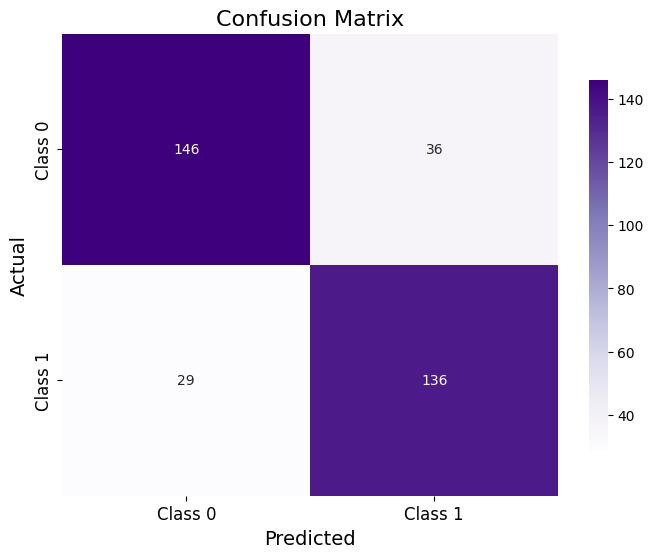 Confusion Matrix
Actual
Class 0
146
36
Class 1
29
136
Class 0
Class 1
Predicted
140
120
100
80
60
40